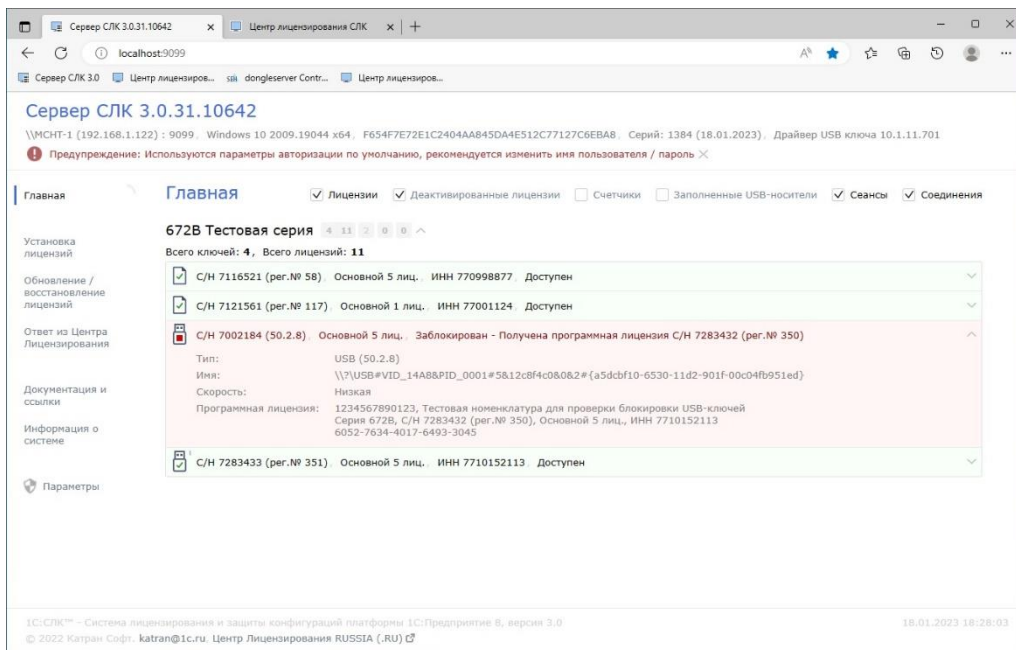 Сервер СЛК 3.0.31.10642
Центр лицензирования СЛК
localhost:9099
Сервер СЛК 3.0
Центр лицензиров...
dongleserver Contr...
Центр лицензиров...
Сервер СЛК 3.0.31.10642
\\MCHT-1 (192.168.1.122) : 9099, Windows 10 2009.19044 x64, F654F7E72E1C2404AA845DA4E512C77127C6EBA8, Серий: 1384 (18.01.2023), Драйвер USB ключа 10.1.11.701
Предупреждение: Используются параметры авторизации по умолчанию, рекомендуется изменить имя пользователя / пароль
Главная
Установка
лицензий
Обновление /
восстановление
лицензий
Ответ из Центра
Лицензирования
Документация и
ссылки
Информация о
системе
Параметры
Главная
Лицензии Деактивированные лицензии Счетчики Заполненные USB-носители Сеансы Соединения
672B Тестовая серия 4 11 2 0 0
Всего ключей: 4, Всего лицензий: 11
С/Н 7116521 (рег.№ 58), Основной 5 лиц., ИНН 770998877, Доступен
С/Н 7121561 (рег.№ 117), Основной 1 лиц., ИНН 77001124, Доступен
С/Н 7002184 (50.2.8), Основной 5 лиц., Заблокирован - Получена программная лицензия С/Н 7283432 (рег.№ 350)
Тип: USB (50.2.8)
Имя: \\?\USB#VID_14A8&PID_0001#5&12c8f4c0&0&2#{a5dcbf10-6530-11d2-901f-00c04fb951ed}
Скорость: Низкая
Программная лицензия: 1234567890123, Тестовая номенклатура для проверки блокировки USB-ключей
Серия 672B, С/Н 7283432 (рег.№ 350), Основной 5 лиц., ИНН 7710152113
6052-7634-4017-6493-3045
С/Н 7283433 (рег.№ 351), Основной 5 лиц., ИНН 7710152113, Доступен
1С:СЛК™ - Система лицензирования и защиты конфигураций платформы 1С:Предприятие 8, версия 3.0
18.01.2023 18:28:03
© 2022 Катран Софт, katran@1c.ru, Центр Лицензирования RUSSIA (.RU)